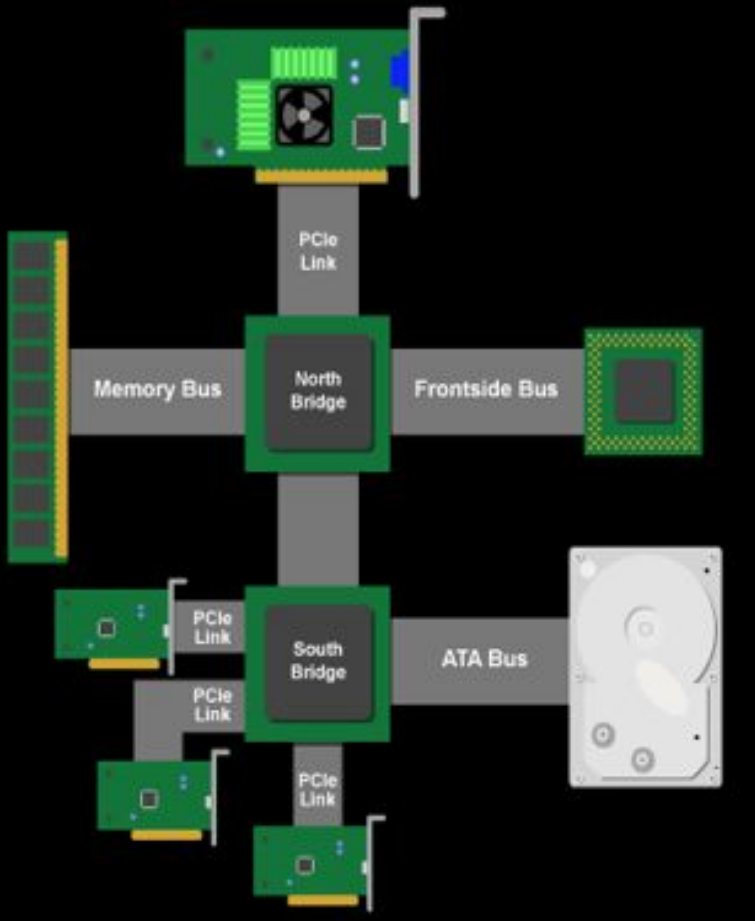 PCIe
Link
Memory Bus
North
Bridge
Frontside Bus
PCIe
Link
South
Bridge
ATA Bus
PCIe
Link
PCIe
Link